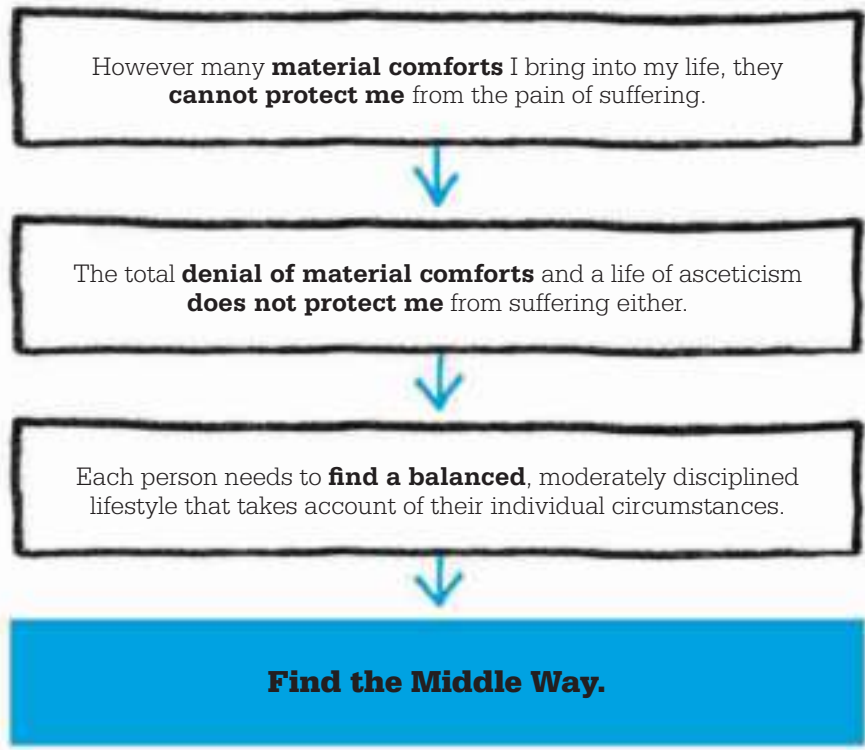 However many material comforts I bring into my life, they
cannot protect me from the pain of suffering.
The total denial of material comforts and a life of asceticism
does not protect me from suffering either.
Each person needs to find a balanced, moderately disciplined
lifestyle that takes account of their individual circumstances.
Find the Middle Way.